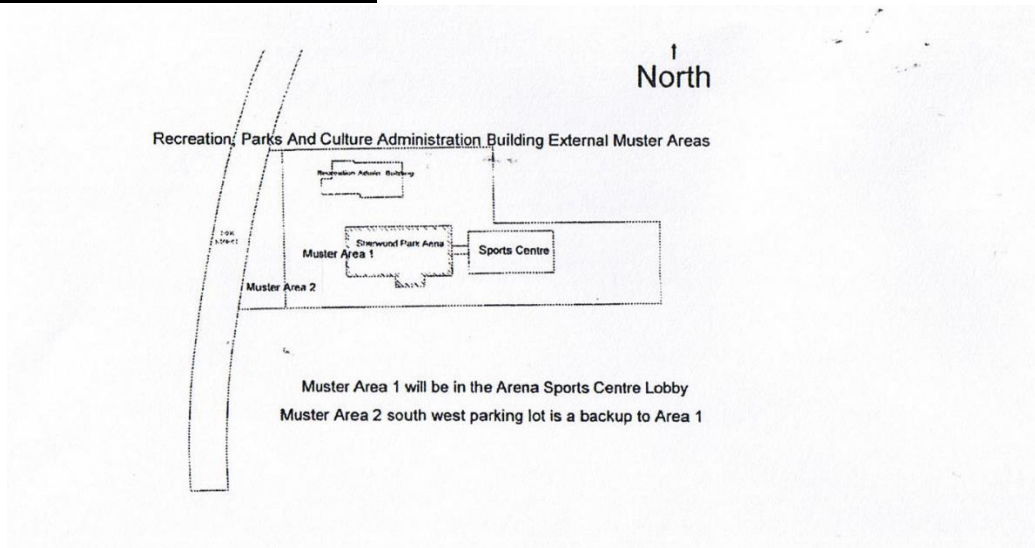 North
Recreation, Parks And Culture Administration Building External Muster Areas
Recreation Admin Building
Sherwood Park Arena
Sports Centre
Muster Area 1
Muster Area 2
Muster Area 1 will be in the Arena Sports Centre Lobby
Muster Area 2 south west parking lot is a backup to Area 1